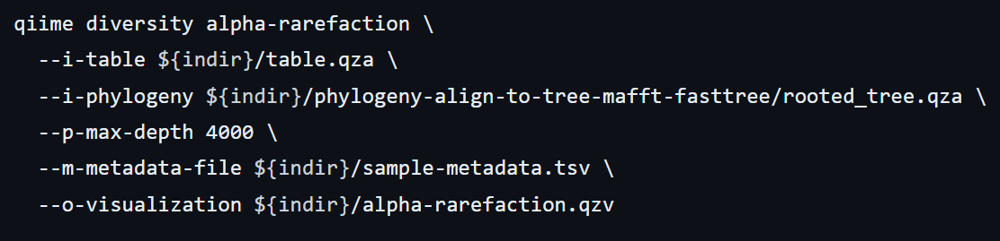 qiime diversity alpha-rarefaction \
  --i-table ${indir}/table.qza \
  --i-phylogeny ${indir}/phylogeny-align-to-tree-mafft-fasttree/rooted_tree.qza \
  --p-max-depth 4000 \
  --m-metadata-file ${indir}/sample-metadata.tsv \
  --o-visualization ${indir}/alpha-rarefaction.qzv